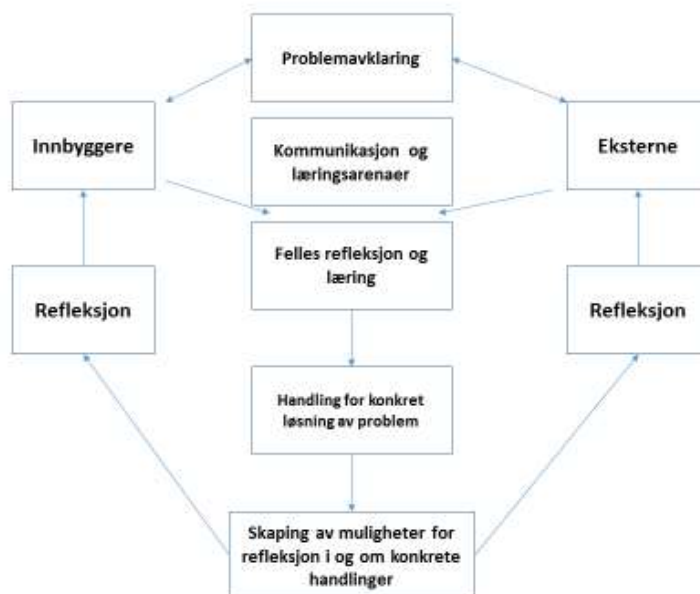 Problemavklaring
Innbyggere
Kommunikasjon og
læringsarenaer
Eksterne
Felles refleksjon og
læring
Refleksjon
Refleksjon
Handling for konkret
løsning av problem
Skaping av muligheter for
refleksjon i og om konkrete
handlinger